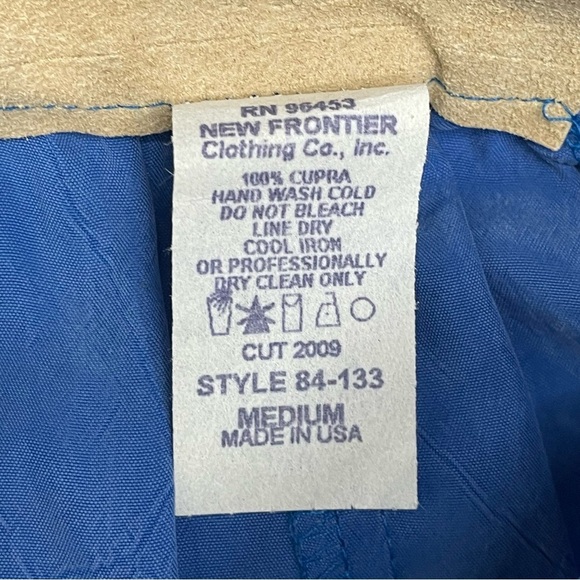 RN 96453
NEW FRONTIER
Clothing Co., Inc.
100% CUPRA
HAND WASH COLD
DO NOT BLEACH
LINE DRY
COOL IRON
OR PROFESSIONALLY
DRY CLEAN ONLY
CUT 2009
STYLE 84-133
MEDIUM
MADE IN USA